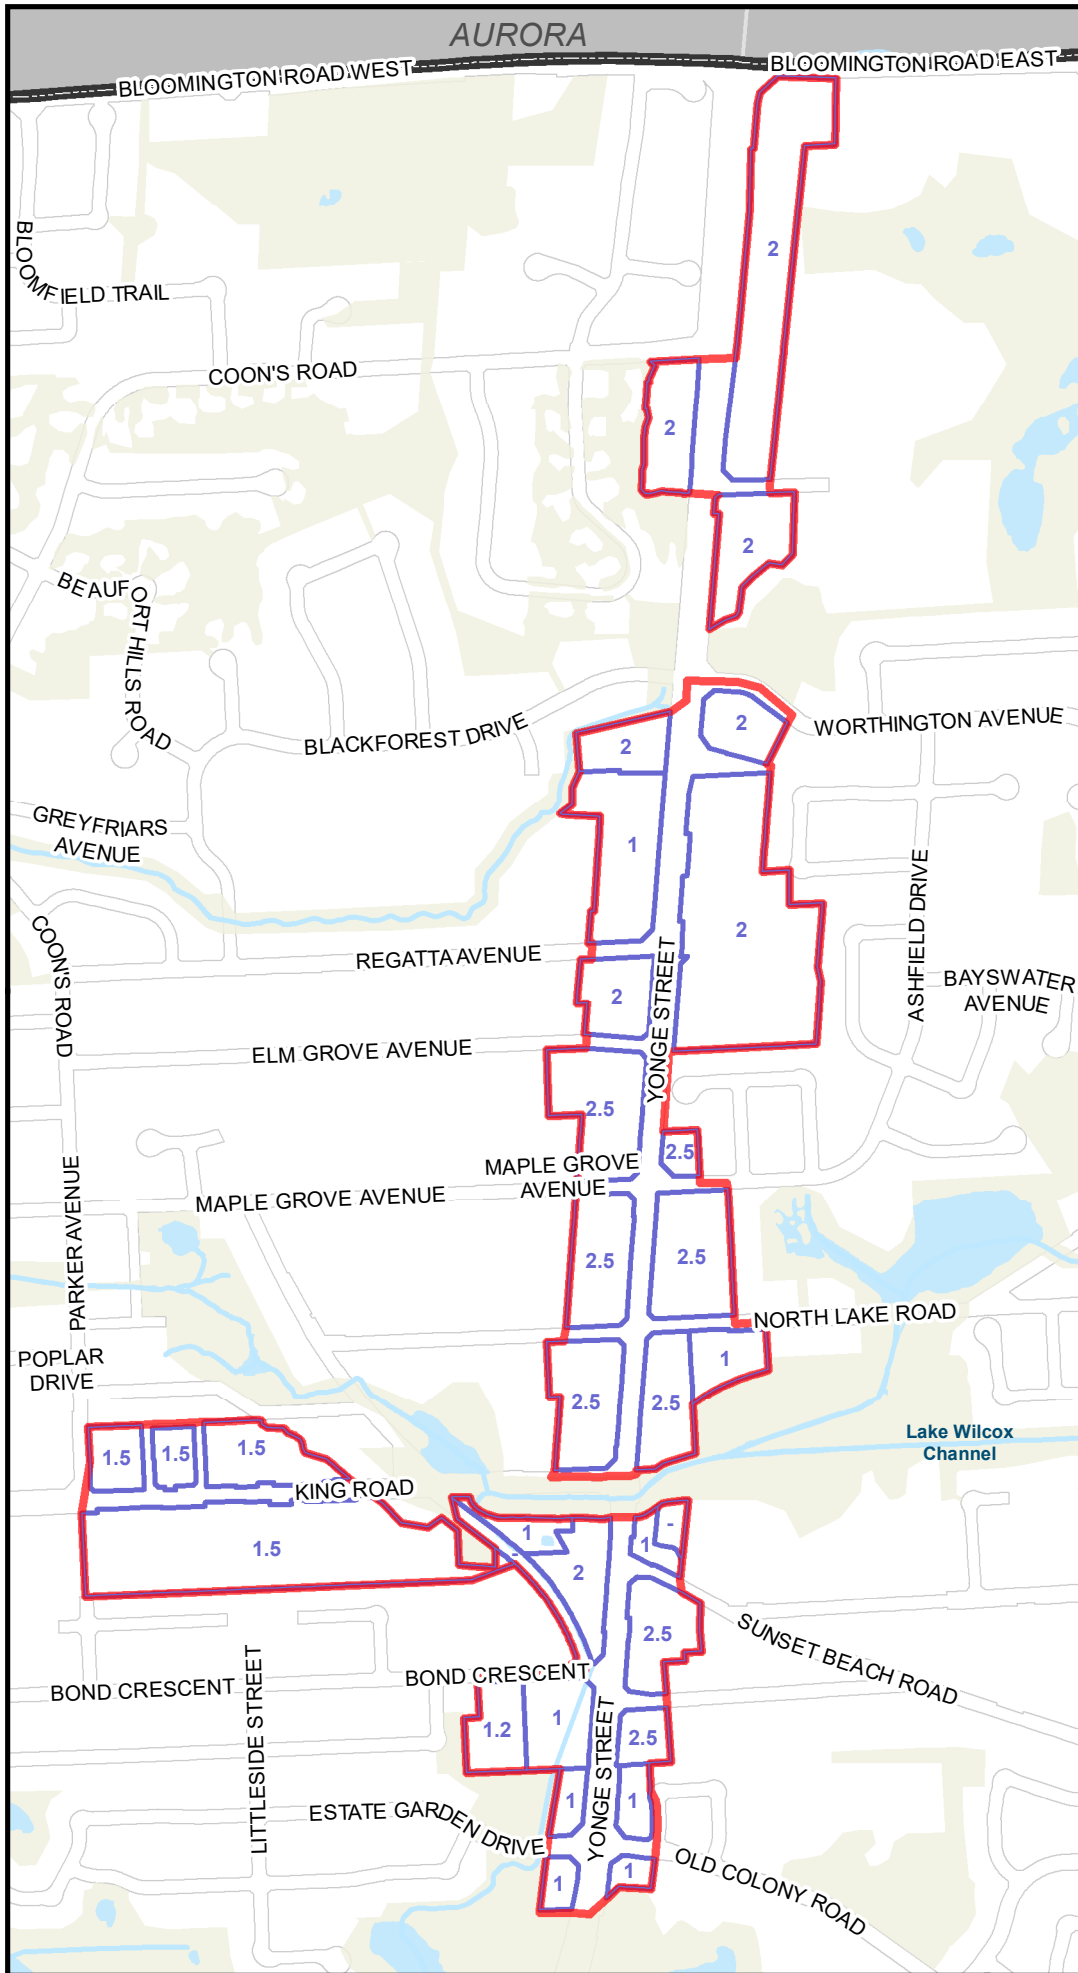 AURORA
BLOOMINGTON ROAD WEST
BLOOMINGTON ROAD EAST
2
BLOOMFIELD TRAIL
COON'S ROAD
2
2
BEAUFORT HILLS ROAD
BLACKFOREST DRIVE
2
2
WORTHINGTON AVENUE
GREYFRIARS
AVENUE
1
2
ASHFIELD DRIVE
COON'S ROAD
REGATTA AVENUE
YONGE STREET
BAYSWATER
AVENUE
2
ELM GROVE AVENUE
2.5
2.5
MAPLE GROVE
AVENUE
MAPLE GROVE AVENUE
PARKER AVENUE
2.5
2.5
NORTH LAKE ROAD
POPLAR
DRIVE
1
2.5
2.5
Lake Wilcox
Channel
1.5
1.5
1.5
KING ROAD
1.5
1
-
-
1
2
2.5
SUNSET BEACH ROAD
BOND CRESCENT
LITTLESIDE STREET
BOND CRESCENT
1.2
1
YONGE STREET
2.5
1
1
ESTATE GARDEN DRIVE
1
1
OLD COLONY ROAD